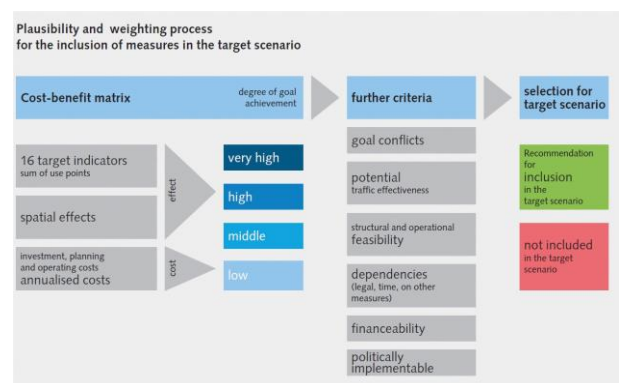 Plausibility and weighting process
for the inclusion of measures in the target scenario
Cost-benefit matrix
degree of goal
achievement
further criteria
selection for
target scenario
16 target indicators
sum of use points
spatial effects
investment, planning
and operating costs
annualised costs
effect
cost
very high
high
middle
low
goal conflicts
potential
traffic effectiveness
structural and operational
feasibility
dependencies
(legal, time, on other
measures)
financeability
politically
implementable
Recommendation
for
inclusion
in the
target scenario
not included
in the target
scenario